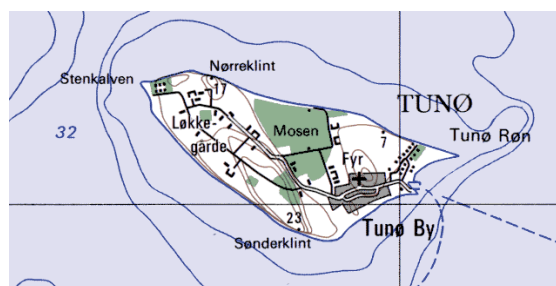 Nørreklint
Stenkalven
17
TUNØ
Løkke-
gårde
Mosen
32
7
Tunø Røn
Fyr
23
Tunø By
Sønderklint